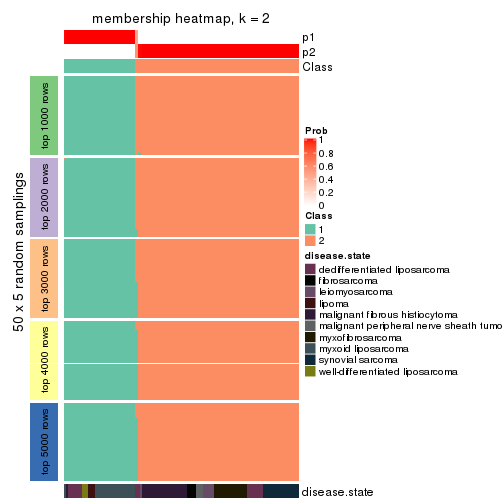 membership heatmap, k = 2
p1
p2
Class
50 x 5 random samplings
top 1000 rows
top 2000 rows
top 3000 rows
top 4000 rows
top 5000 rows
disease.state
Prob
1
0.8
0.6
0.4
0.2
0
Class
1
2
disease.state
dedifferentiated liposarcoma
fibrosarcoma
leiomyosarcoma
lipoma
malignant fibrous histiocytoma
malignant peripheral nerve sheath tumo
myxofibrosarcoma
myxoid liposarcoma
synovial sarcoma
well-differentiated liposarcoma